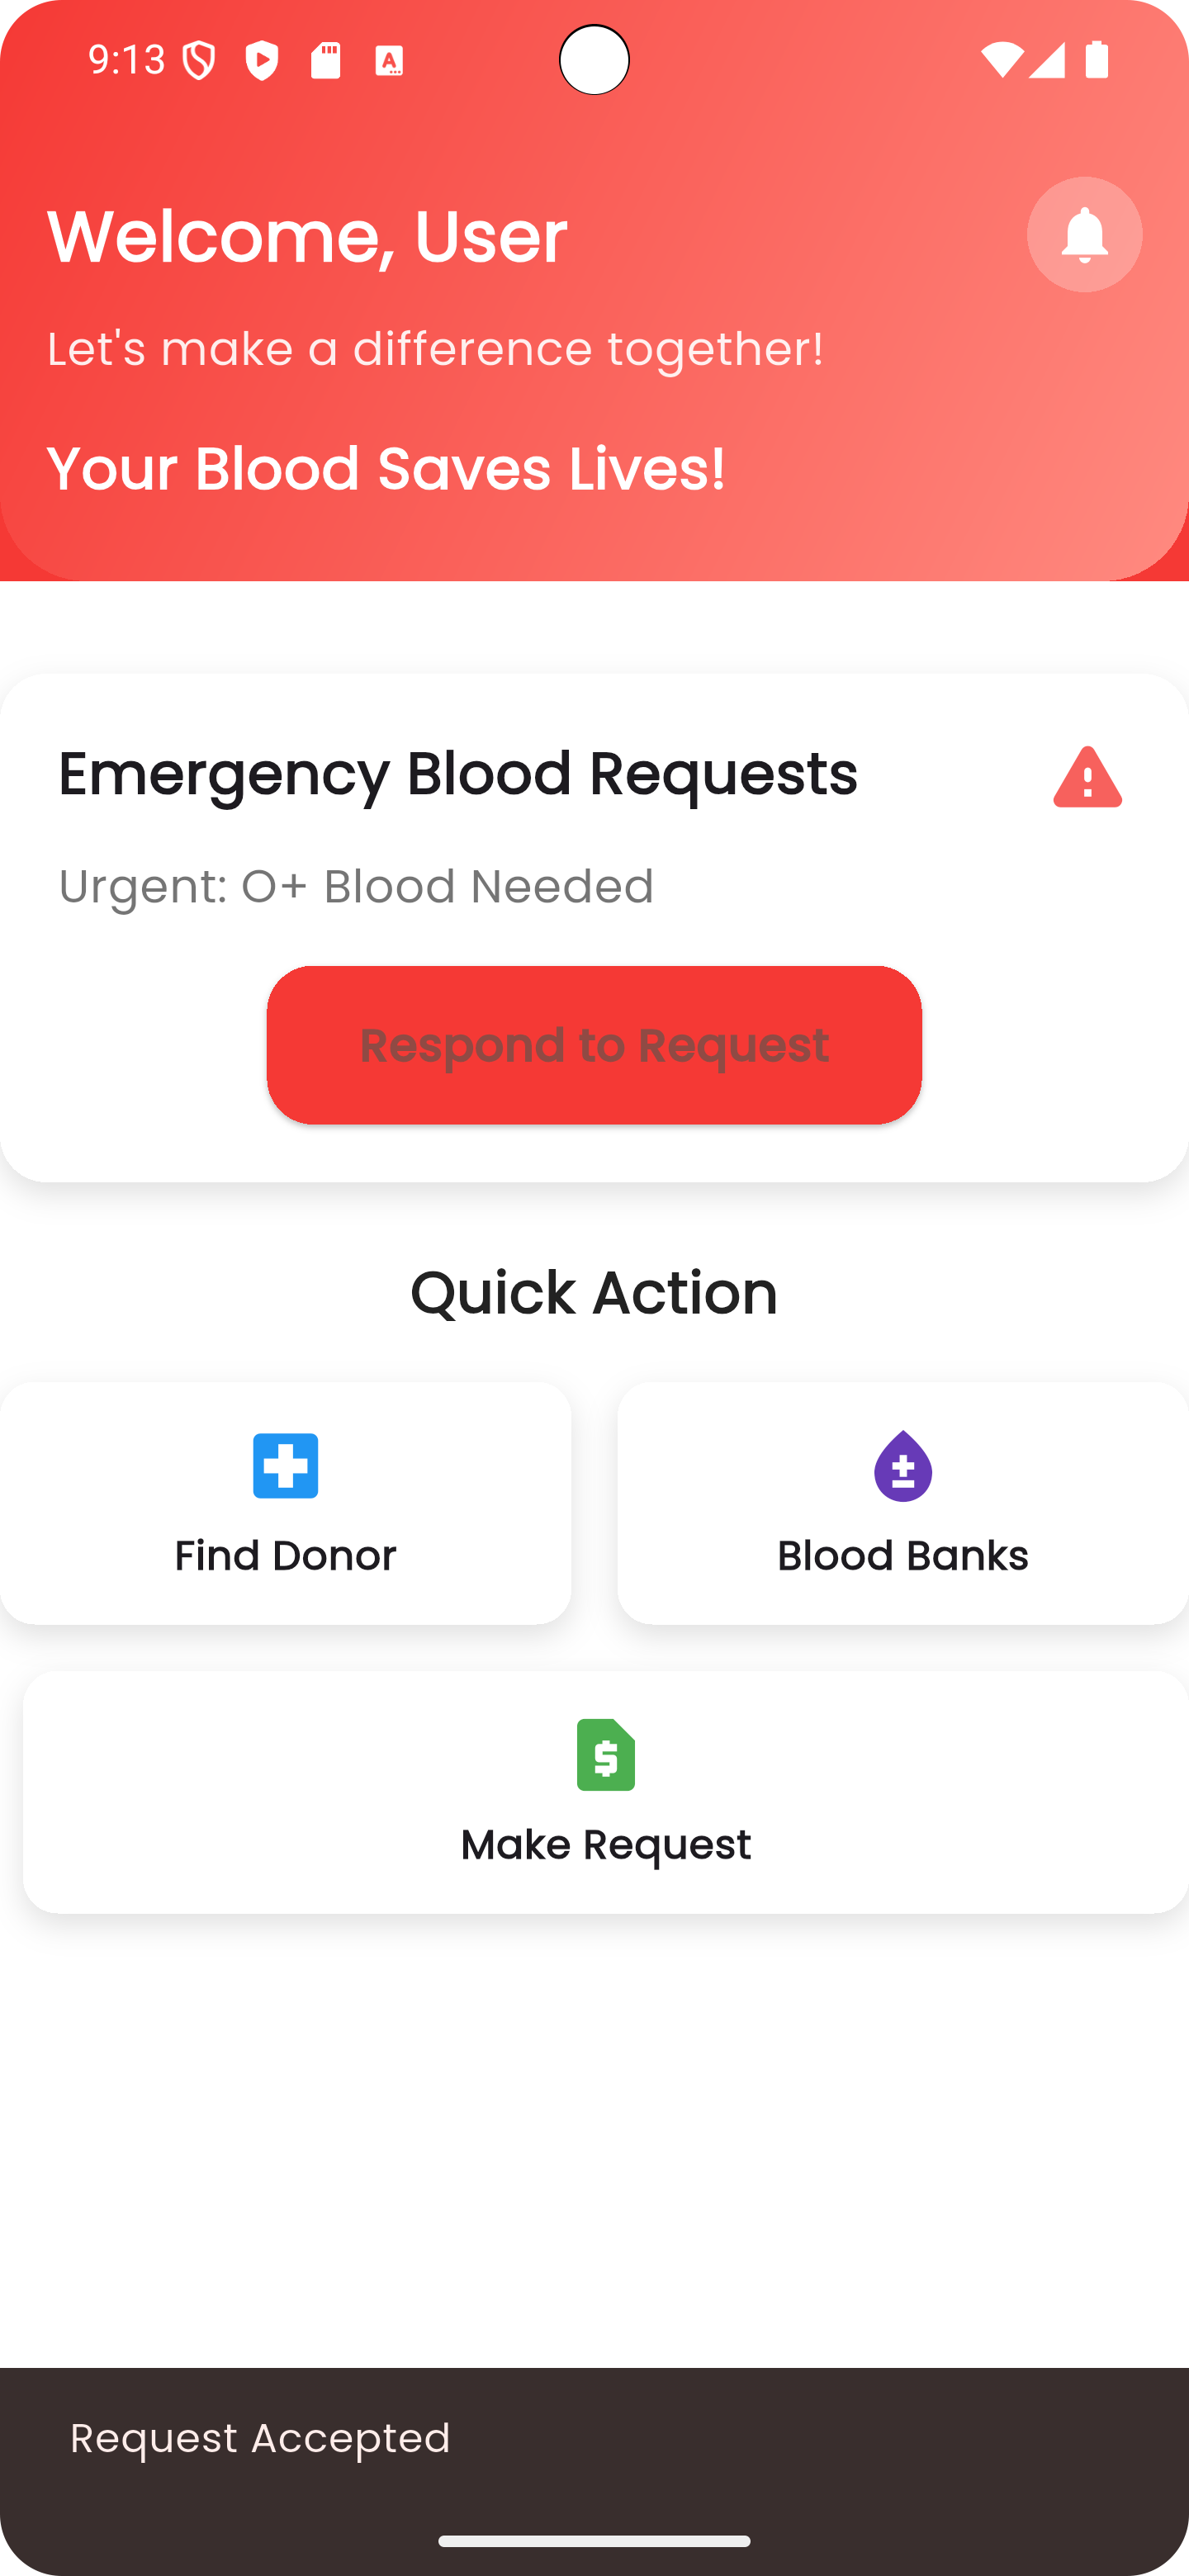 9:13
Welcome, User
Let's make a difference together!
Your Blood Saves Lives!
Emergency Blood Requests
Urgent: O+ Blood Needed
Respond to Request
Quick Action
Find Donor
Blood Banks
Make Request
Request Accepted